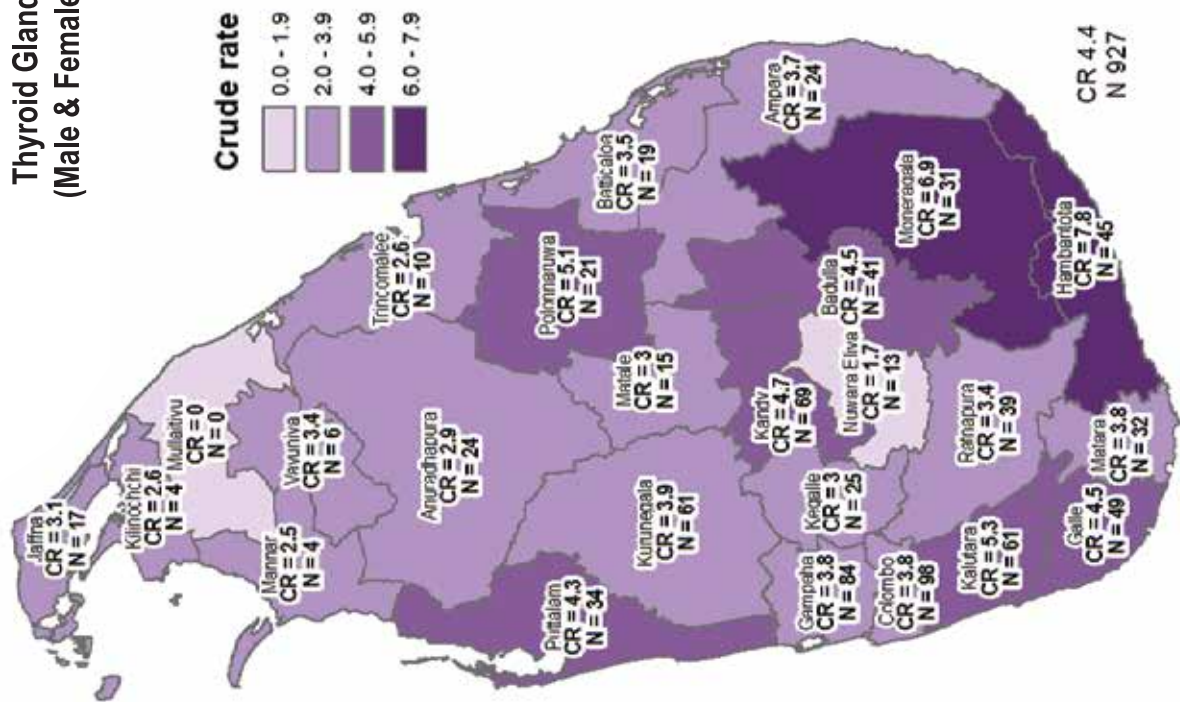 Thyroid Gland
(Male & Female
Crude rate
0.0 - 1.9
2.0 - 3.9
4.0 - 5.9
6.0 - 7.9
Jaffna
CR = 3.1
N = 17
Kilinochchi
CR = 2.6
N = 4
Mullaitivu
CR = 0
N = 0
Mannar
CR = 2.5
N = 4
Vavuniya
CR = 3.4
N = 6
Trincomalee
CR = 2.6
N = 10
Anuradhapura
CR = 2.9
N = 24
Polonnaruwa
CR = 5.1
N = 21
Batticaloa
CR = 3.5
N = 19
Puttalam
CR = 4.3
N = 34
Kurunegala
CR = 3.9
N = 61
Matale
CR = 3
N = 15
Ampara
CR = 3.7
N = 24
Kandy
CR = 4.7
N = 69
Nuwara Eliya
CR = 1.7
N = 13
Badulla
CR = 4.5
N = 41
Moneragala
CR = 6.9
N = 31
Gampaha
CR = 3.8
N = 84
Kegalle
CR = 3
N = 25
Colombo
CR = 3.8
N = 98
Ratnapura
CR = 3.4
N = 39
Kalutara
CR = 5.3
N = 61
Galle
CR = 4.5
N = 49
Matara
CR = 3.8
N = 32
Hambantota
CR = 7.8
N = 45
CR 4.4
N 927